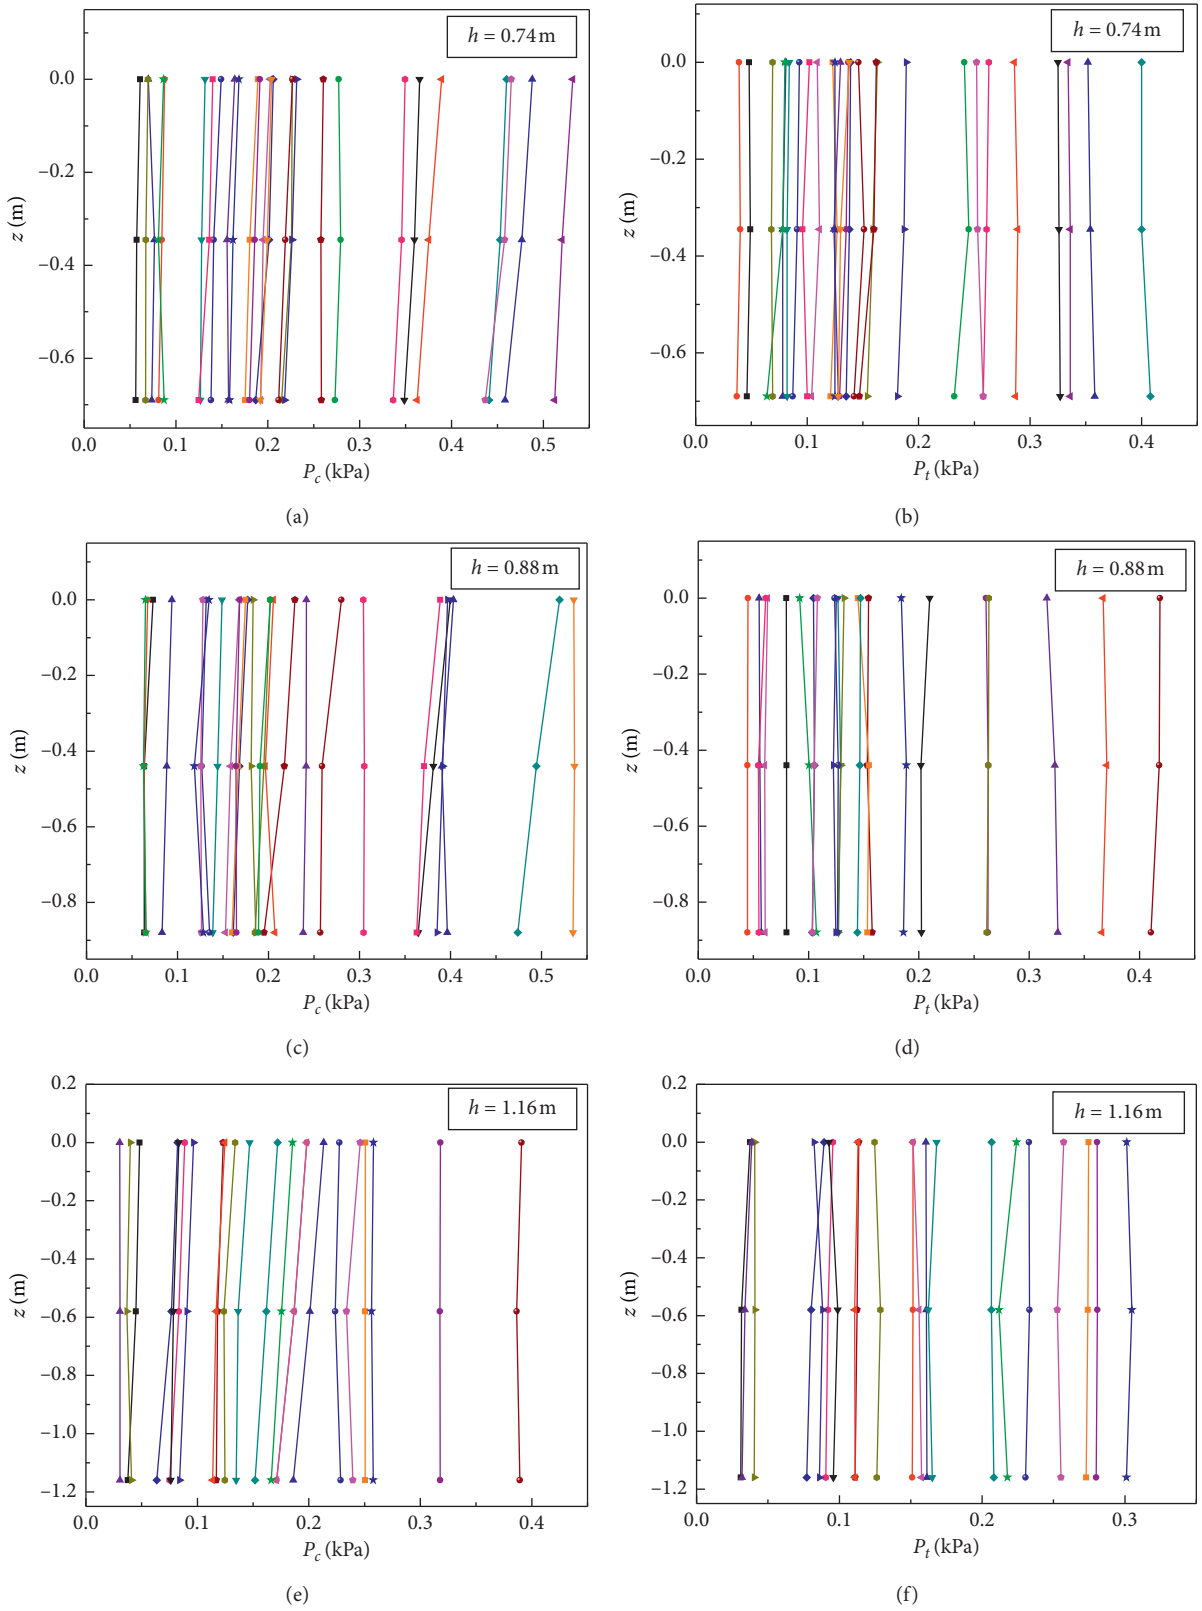 h = 0.74 m
0.0
−0.2
−0.4
−0.6
z (m)
0.0 0.1 0.2 0.3 0.4 0.5
Pc (kPa)
(a)
h = 0.74 m
0.0
−0.2
−0.4
−0.6
z (m)
0.0 0.1 0.2 0.3 0.4
Pt (kPa)
(b)
h = 0.88 m
0.0
−0.2
−0.4
−0.6
−0.8
z (m)
0.0 0.1 0.2 0.3 0.4 0.5
Pc (kPa)
(c)
h = 0.88 m
0.0
−0.2
−0.4
−0.6
−0.8
z (m)
0.0 0.1 0.2 0.3 0.4
Pt (kPa)
(d)
h = 1.16 m
0.2
0.0
−0.2
−0.4
−0.6
−0.8
−1.0
−1.2
z (m)
0.0 0.1 0.2 0.3 0.4
Pc (kPa)
(e)
h = 1.16 m
0.2
0.0
−0.2
−0.4
−0.6
−0.8
−1.0
−1.2
z (m)
0.0 0.1 0.2 0.3
Pt (kPa)
(f)